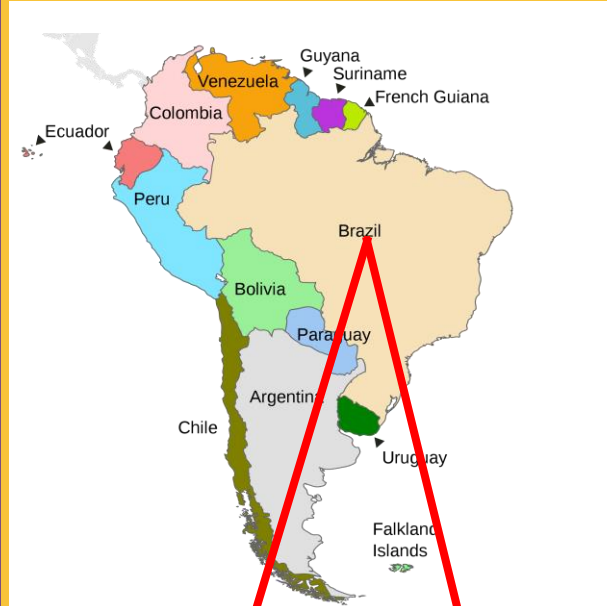 Guyana
Suriname
Venezuela
French Guiana
Colombia
Ecuador
Peru
Brazil
Bolivia
Paraguay
Argentina
Chile
Uruguay
Falkland
Islands